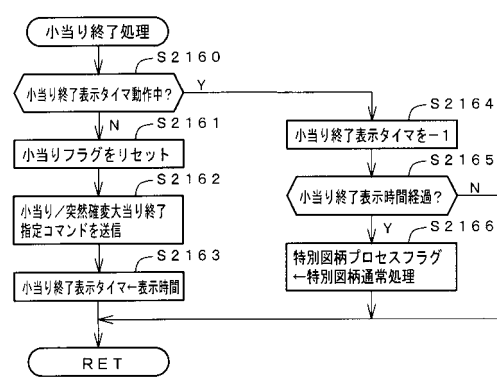 小当り終了処理
S2160
小当り終了表示タイマ動作中?
Y
N
S2161
小当りフラグをリセット
S2162
小当り/突然確変大当り終了
指定コマンドを送信
S2163
小当り終了表示タイマ←表示時間
S2164
小当り終了表示タイマを－1
S2165
小当り終了表示時間経過?
N
Y
S2166
特別図柄プロセスフラグ
←特別図柄通常処理
RET